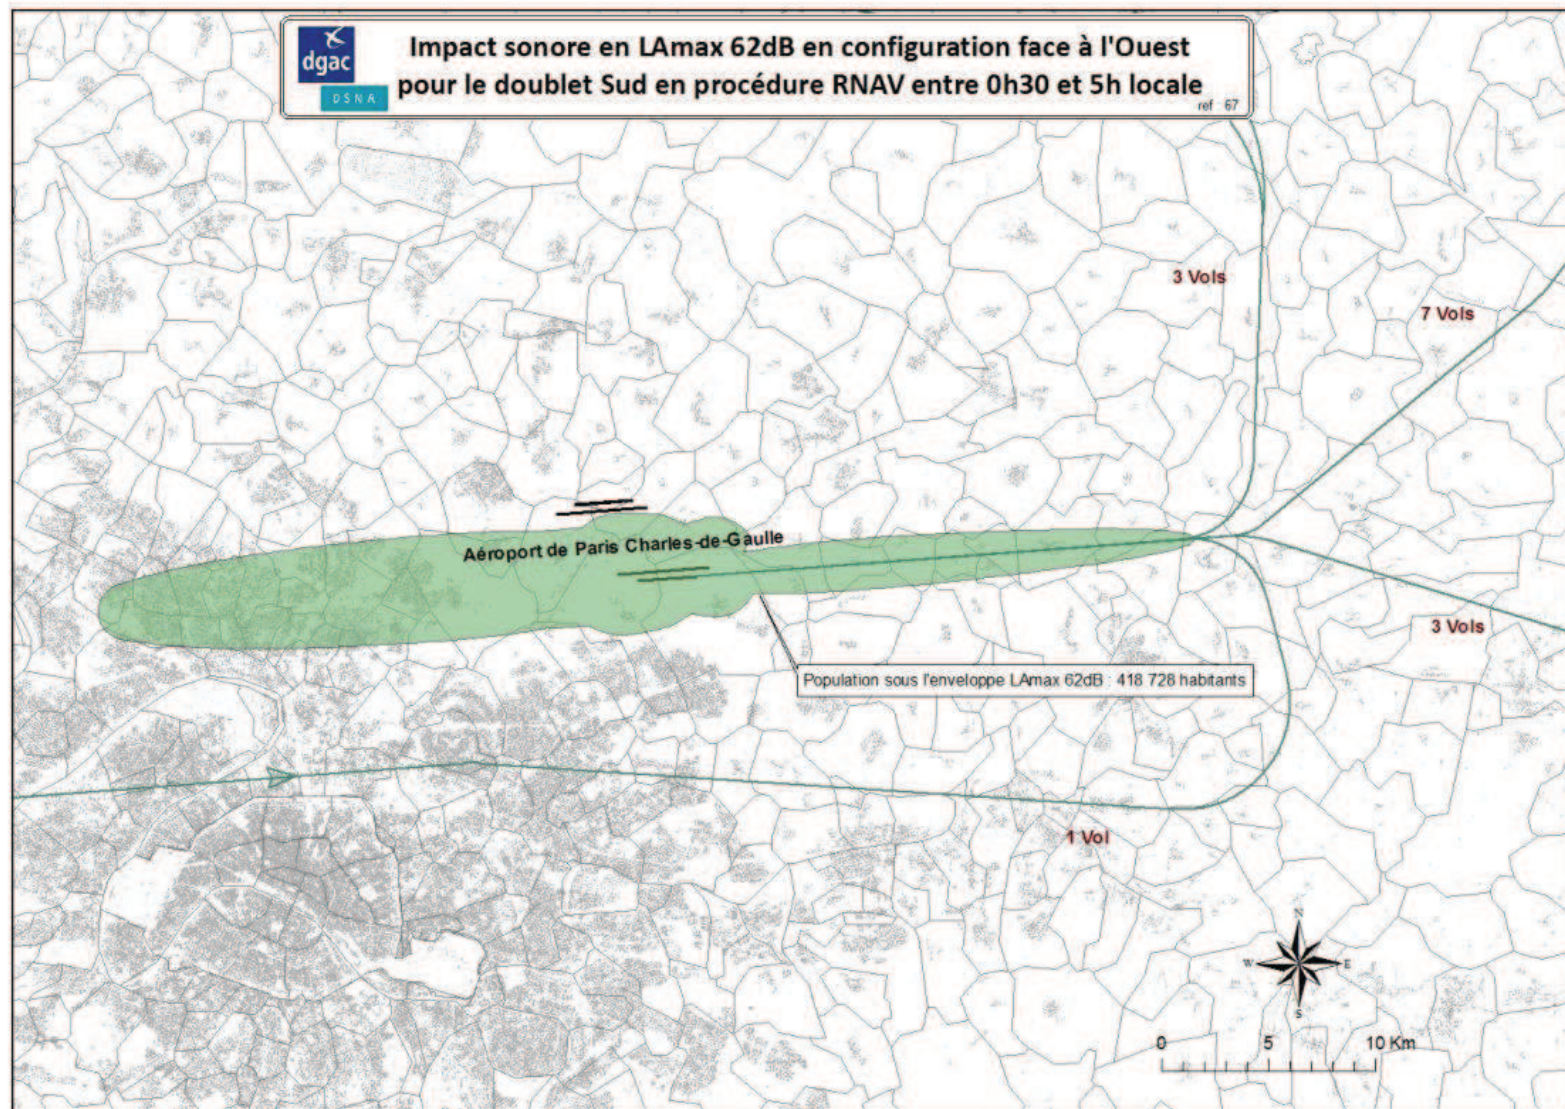 dgac
DSNA
Impact sonore en LAmax 62dB en configuration face à l'Ouest
pour le doublet Sud en procédure RNAV entre 0h30 et 5h locale
ref 67
3 Vols
7 Vols
Aéroport de Paris Charles-de-Gaulle
3 Vols
Population sous l'enveloppe LAmax 62dB : 418 728 habitants
1 Vol
N
W
E
S
0
5
10 Km